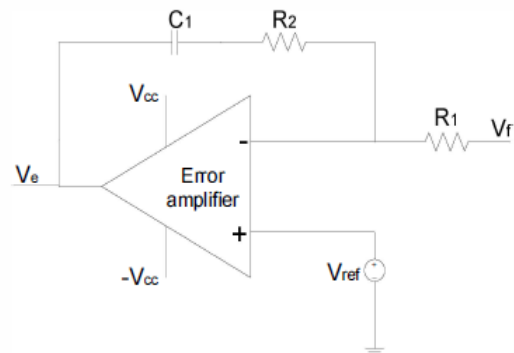 C1
R2
Vcc
R1
Vf
-
Ve
Error
amplifier
+
Vref
-Vcc